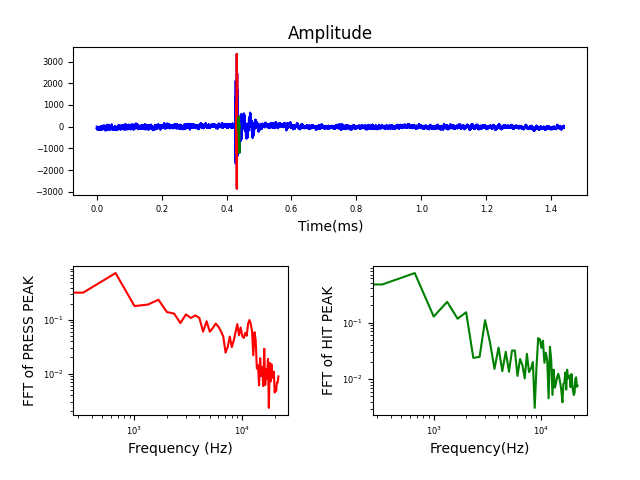 Amplitude
3000
2000
1000
0
−1000
−2000
−3000
0.0 0.2 0.4 0.6 0.8 1.0 1.2 1.4
Time(ms)
FFT of PRESS PEAK
10⁻¹
10⁻²
10³ 10⁴
Frequency (Hz)
FFT of HIT PEAK
10⁻¹
10⁻²
10³ 10⁴
Frequency(Hz)